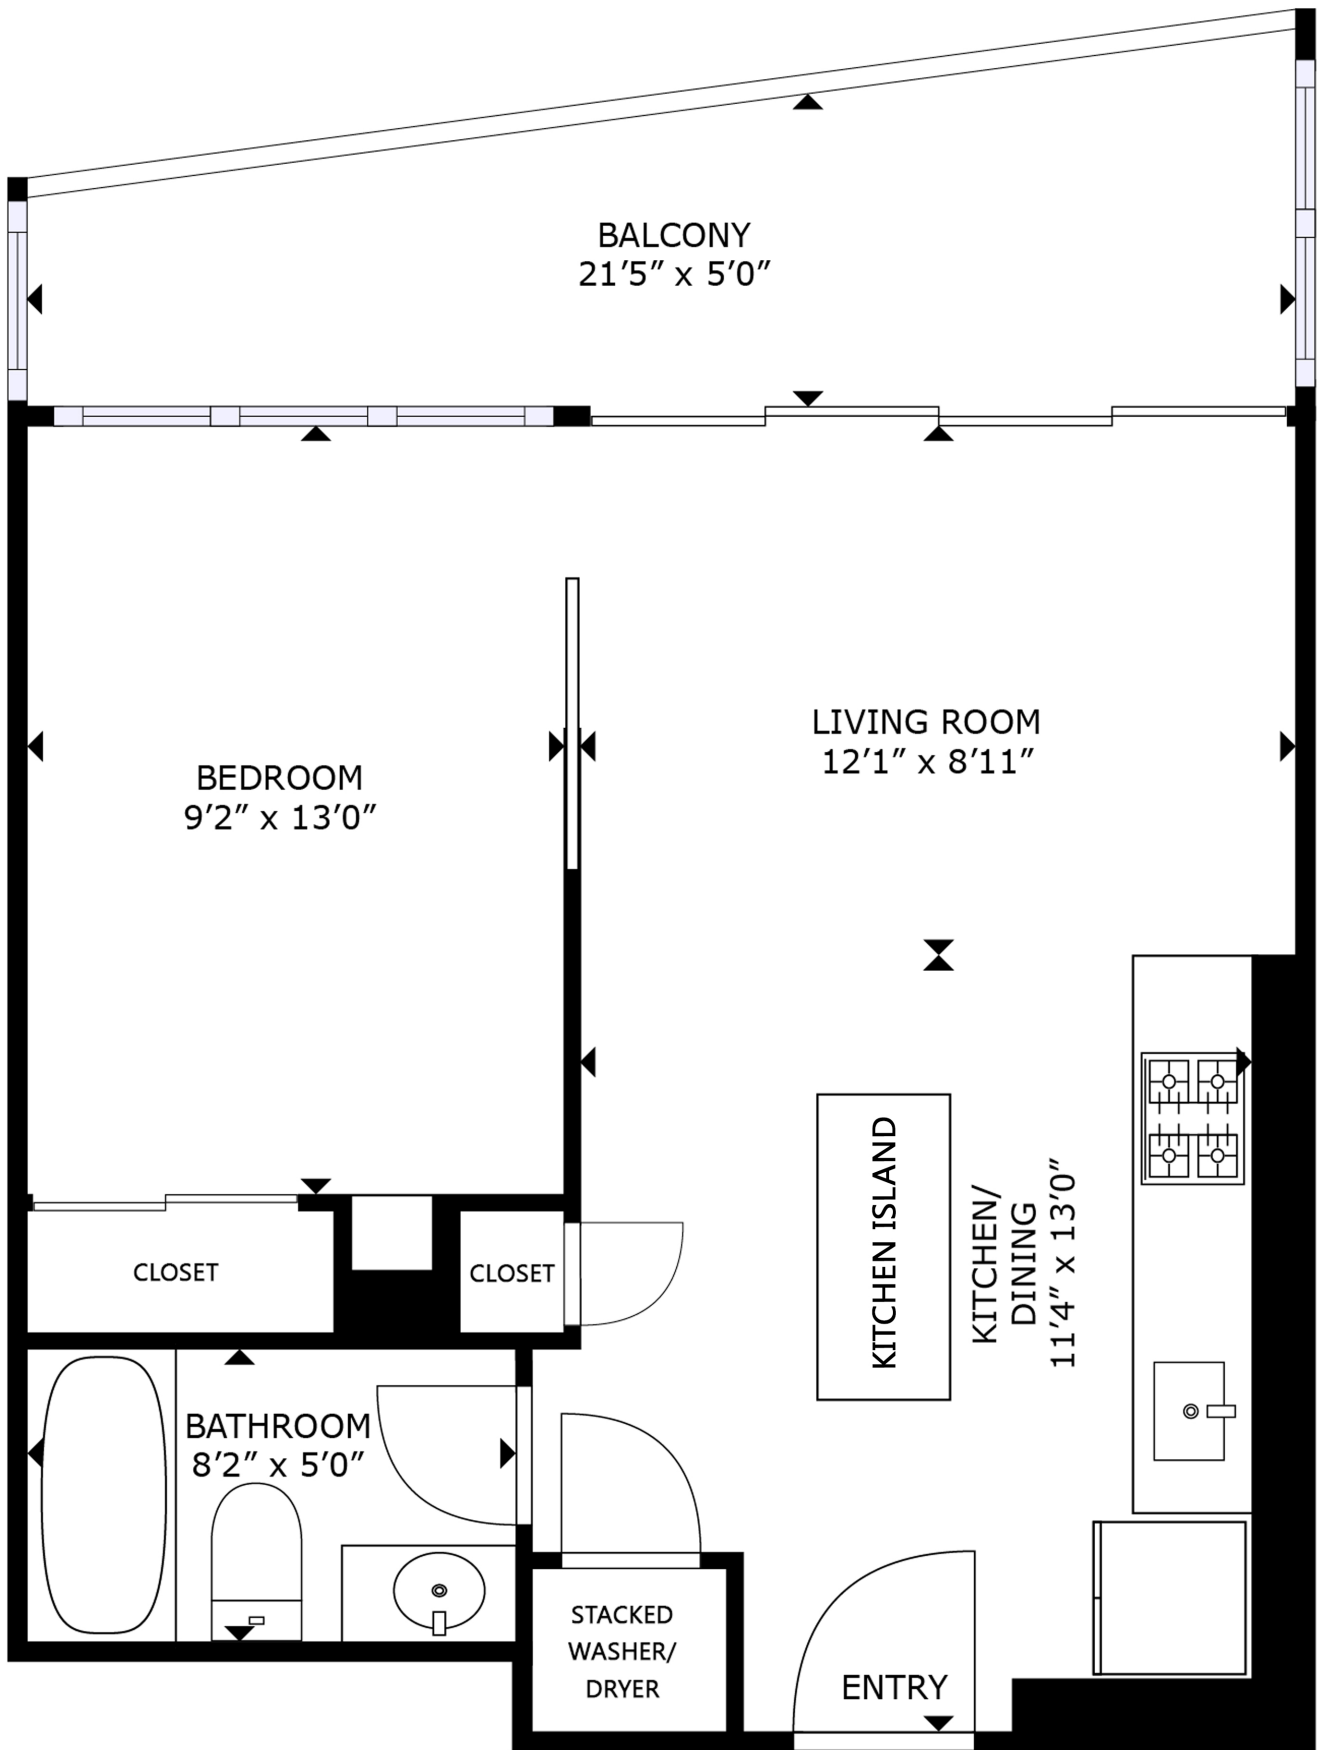 BALCONY
21’5” x 5’0”
LIVING ROOM
12’1” x 8’11”
BEDROOM
9’2” x 13’0”
KITCHEN ISLAND
KITCHEN/
DINING
11’4” x 13’0”
CLOSET
CLOSET
BATHROOM
8’2” x 5’0”
STACKED
WASHER/
DRYER
ENTRY